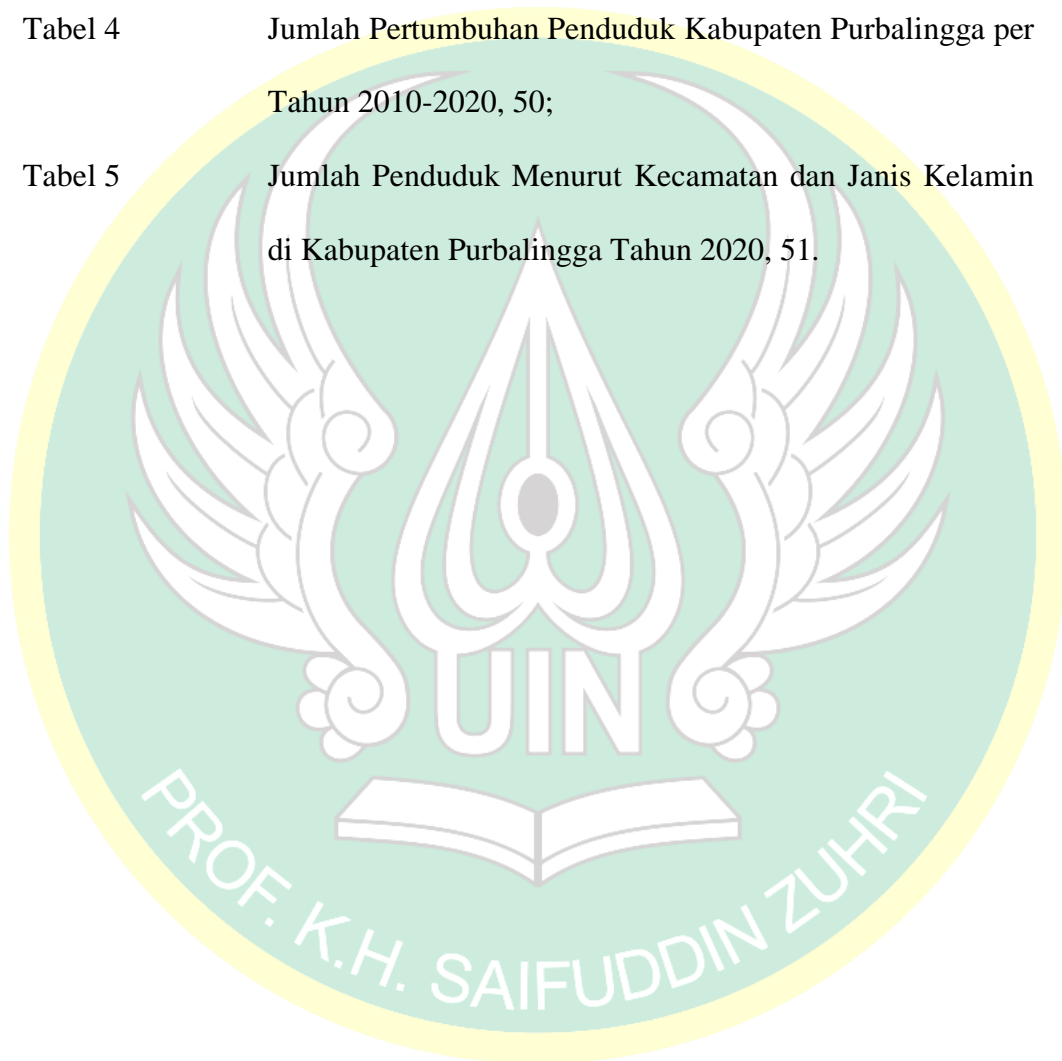 Tabel 4 Jumlah Pertumbuhan Penduduk Kabupaten Purbalingga per
Tahun 2010-2020, 50;
Tabel 5 Jumlah Penduduk Menurut Kecamatan dan Janis Kelamin
di Kabupaten Purbalingga Tahun 2020, 51.
UIN
PROF. K.H. SAIFUDDIN ZUHRI